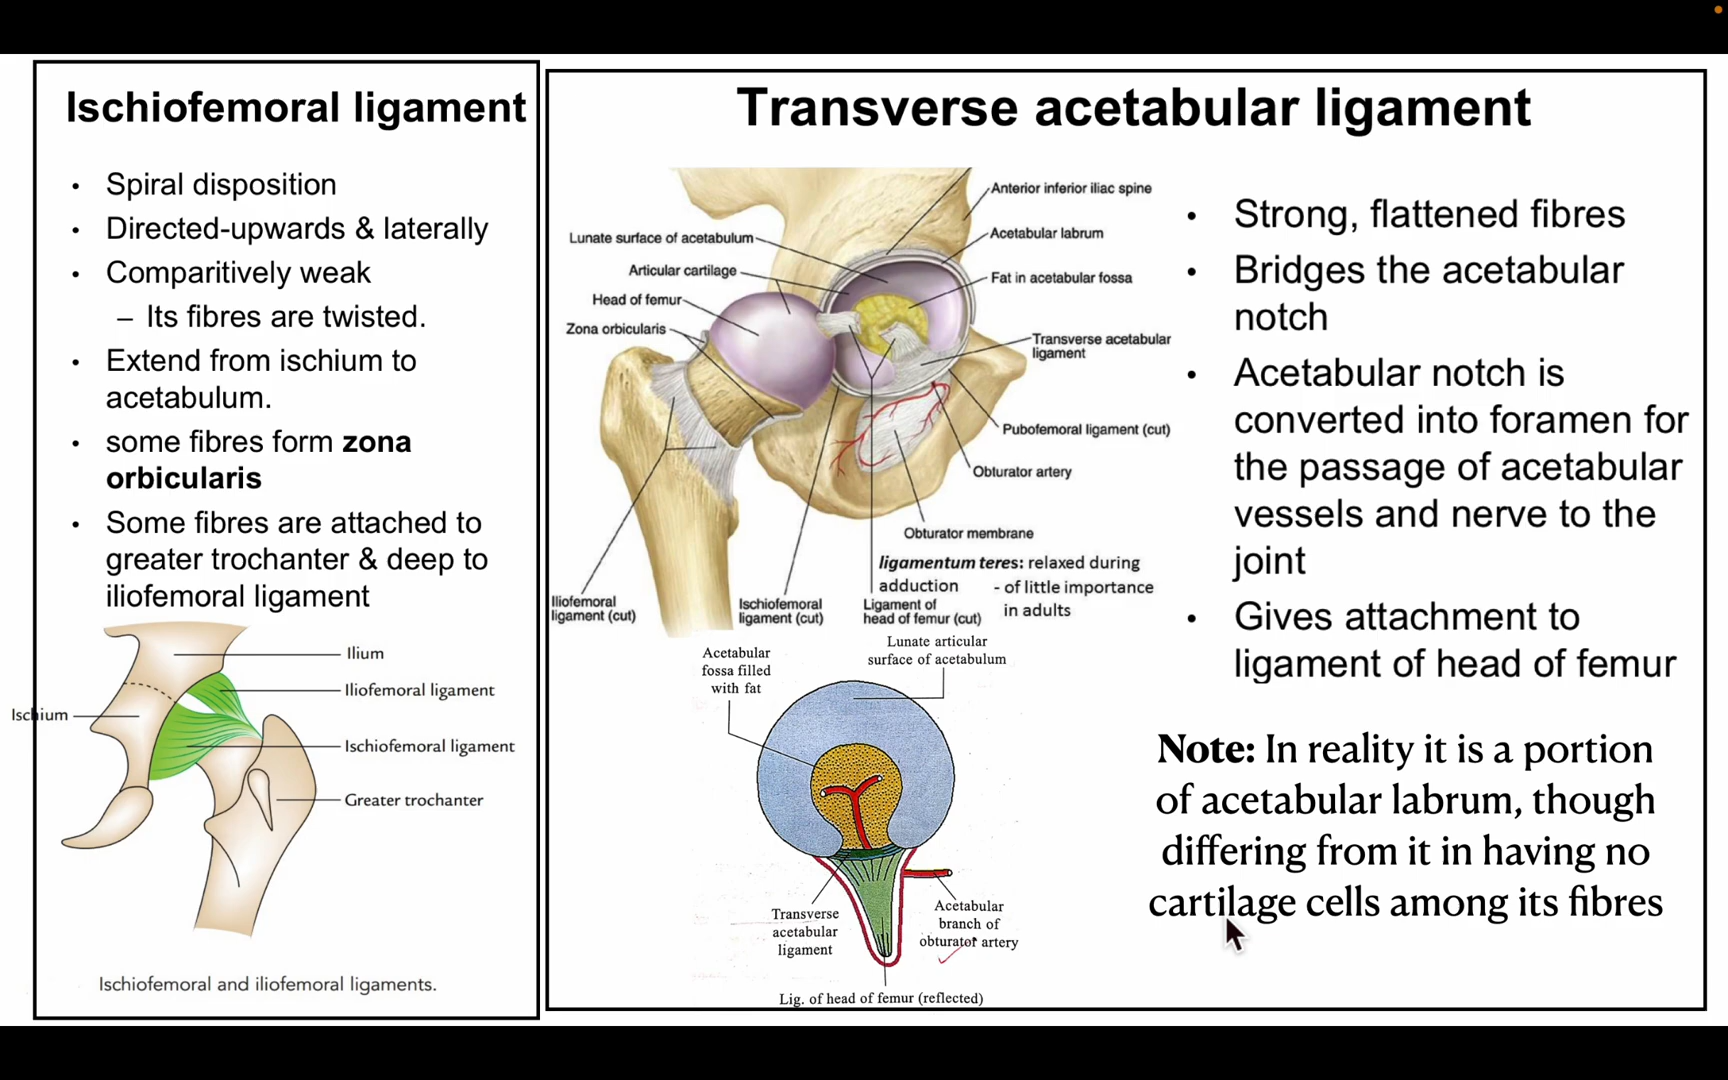 Ischiofemoral ligament
• Spiral disposition
• Directed-upwards & laterally
• Comparitively weak
– Its fibres are twisted.
• Extend from ischium to
acetabulum.
• some fibres form zona
orbicularis
• Some fibres are attached to
greater trochanter & deep to
iliofemoral ligament
Ilium
Iliofemoral ligament
Ischium
Ischiofemoral ligament
Greater trochanter
Ischiofemoral and iliofemoral ligaments.
Transverse acetabular ligament
Anterior inferior iliac spine
Lunate surface of acetabulum
Acetabular labrum
Articular cartilage
Fat in acetabular fossa
Head of femur
Zona orbicularis
Transverse acetabular
ligament
Pubofemoral ligament (cut)
Obturator artery
Obturator membrane
ligamentum teres: relaxed during
adduction - of little importance
in adults
Iliofemoral
ligament (cut)
Ischiofemoral
ligament (cut)
Ligament of
head of femur (cut)
Acetabular
fossa filled
with fat
Lunate articular
surface of acetabulum
Transverse
acetabular
ligament
Acetabular
branch of
obturator artery
Lig. of head of femur (reflected)
• Strong, flattened fibres
• Bridges the acetabular
notch
• Acetabular notch is
converted into foramen for
the passage of acetabular
vessels and nerve to the
joint
• Gives attachment to
ligament of head of femur
Note: In reality it is a portion
of acetabular labrum, though
differing from it in having no
cartilage cells among its fibres